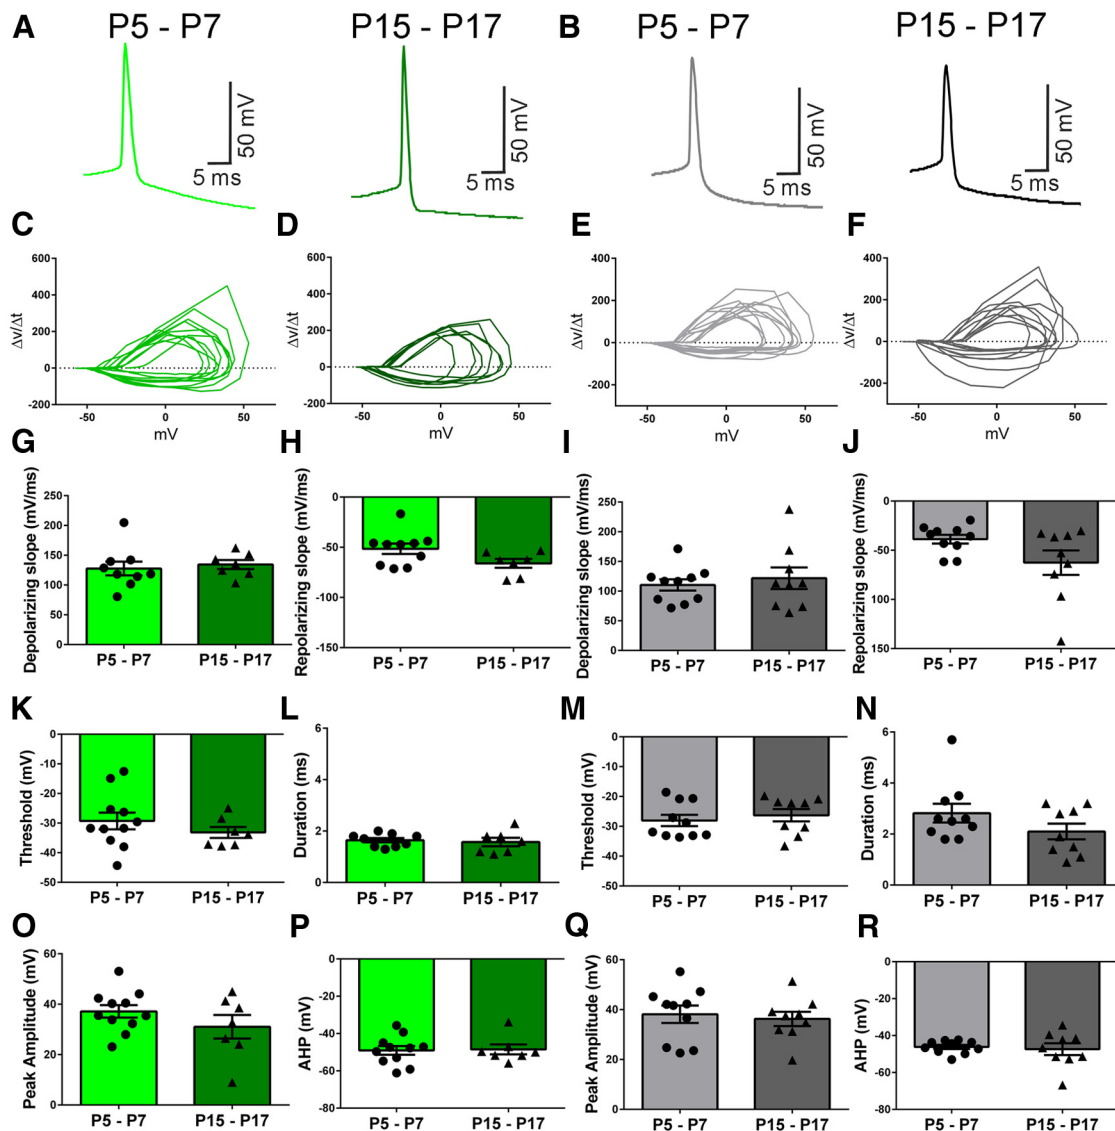 A P5 - P7 P15 - P17 B P5 - P7 P15 - P17
50 mV 50 mV 50 mV 50 mV
5 ms 5 ms 5 ms 5 ms
C D E F
600 600 400 400
400 400 200 200
200 200 0 0
0 0 -200 -200
-200 -200
Δv/Δt Δv/Δt Δv/Δt Δv/Δt
-50 0 50 -50 0 50 -50 0 50 -50 0 50
mV mV mV mV
G H I J
Depolarizing slope (mV/ms)
250
200
150
100
50
0
P5 - P7 P15 - P17
Repolarizing slope (mV/ms)
0
-50
-100
-150
P5 - P7 P15 - P17
Depolarizing slope (mV/ms)
250
200
150
100
50
0
P5 - P7 P15 - P17
Repolarizing slope (mV/ms)
0
-50
-100
150
P5 - P7 P15 - P17
K L M N
Threshold (mV)
0
-10
-20
-30
-40
-50
P5 - P7 P15 - P17
Duration (ms)
6
4
2
0
P5 - P7 P15 - P17
Threshold (mV)
0
-10
-20
-30
-40
-50
P5 - P7 P15 - P17
Duration (ms)
6
4
2
0
P5 - P7 P15 - P17
O P Q R
Peak Amplitude (mV)
60
40
20
0
P5 - P7 P15 - P17
AHP (mV)
0
-20
-40
-60
-80
P5 - P7 P15 - P17
Peak Amplitude (mV)
60
40
20
0
P5 - P7 P15 - P17
AHP (mV)
0
-20
-40
-60
-80
P5 - P7 P15 - P17